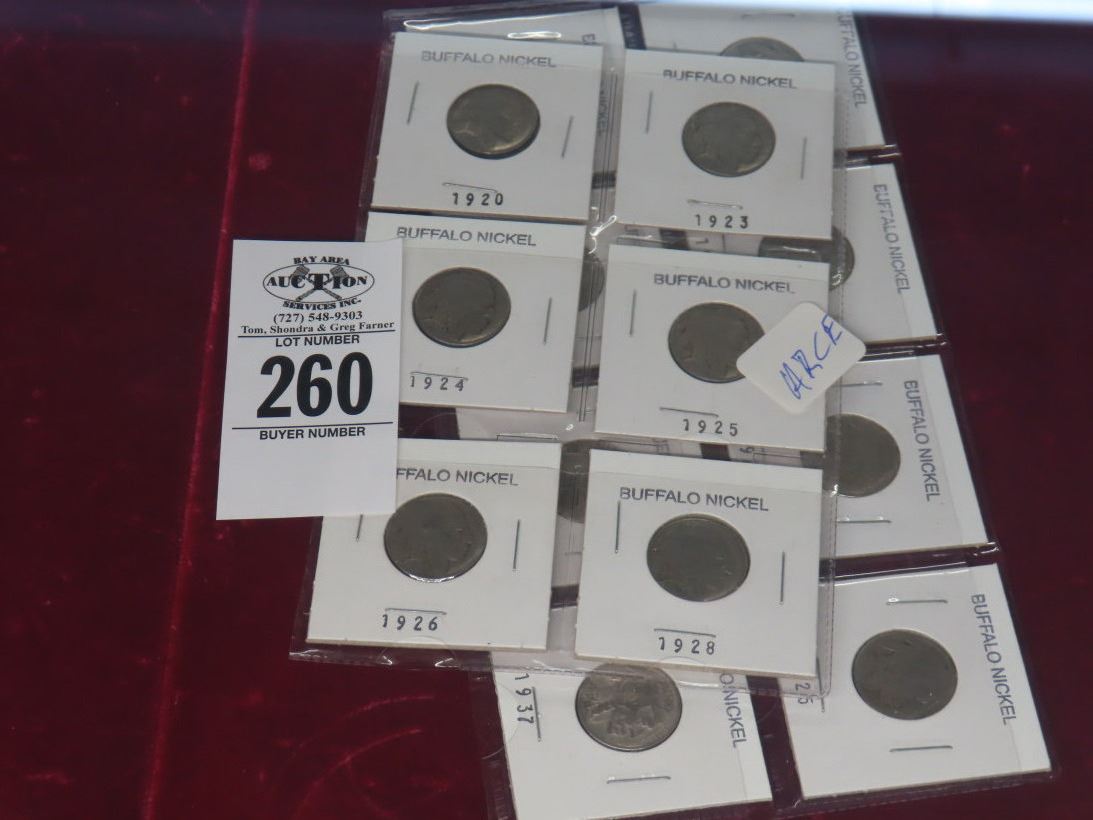 BUFFALO NICKEL
1920
BUFFALO NICKEL
1923
BUFFALO NICKEL
BAY AREA
AUCTION
SERVICES INC.
(727) 548-9303
Tom, Shondra & Greg Farner
LOT NUMBER
260
BUYER NUMBER
BUFFALO NICKEL
1924
BUFFALO NICKEL
1925
ARCE
BUFFALO NICKEL
FFALO NICKEL
1926
BUFFALO NICKEL
1928
BUFFALO NICKEL
1937
O NICKEL
BUFFALO NICKEL